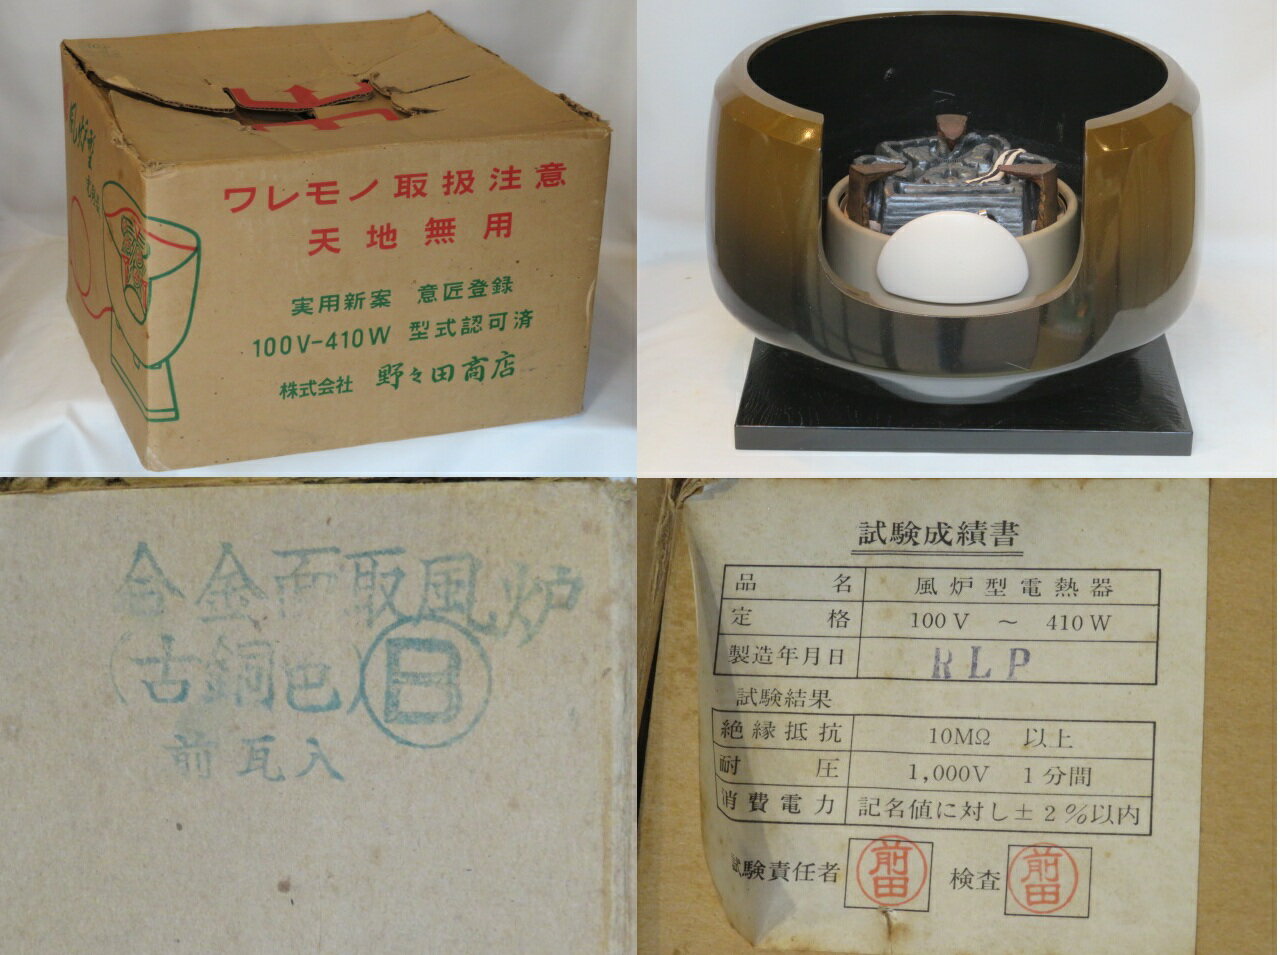 風炉型
ワレモノ取扱注意
天地無用
実用新案 意匠登録
100V-410W 型式認可済
株式会社 野々田商店
合金面取風炉
(古銅色) B
前瓦入
試験成績書
品名 風炉型電熱器
定格 100V ～ 410W
製造年月日 RLP
試験結果
絶縁抵抗 10MΩ 以上
耐圧 1,000V 1分間
消費電力 記名値に対し±2%以内
試験責任者 前田 検査 前田